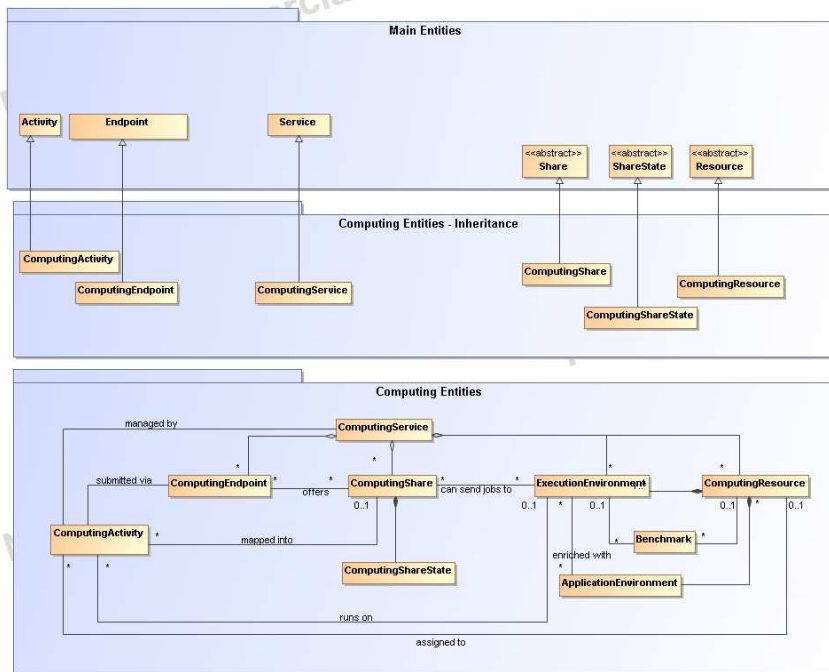 Main Entities
Activity
Endpoint
Service
<<abstract>>
Share
<<abstract>>
ShareState
<<abstract>>
Resource
Computing Entities - Inheritance
ComputingActivity
ComputingEndpoint
ComputingService
ComputingShare
ComputingShareState
ComputingResource
Computing Entities
managed by
ComputingService
*
*
*
*
submitted via
ComputingEndpoint
*
*
offers
ComputingShare
*
*
can send jobs to
ExecutionEnvironment
ComputingResource
0..1
0..1
*
0..1
0..1
*
0..1
ComputingActivity
*
mapped into
*
Benchmark
*
enriched with
*
*
ComputingShareState
*
ApplicationEnvironment
runs on
assigned to